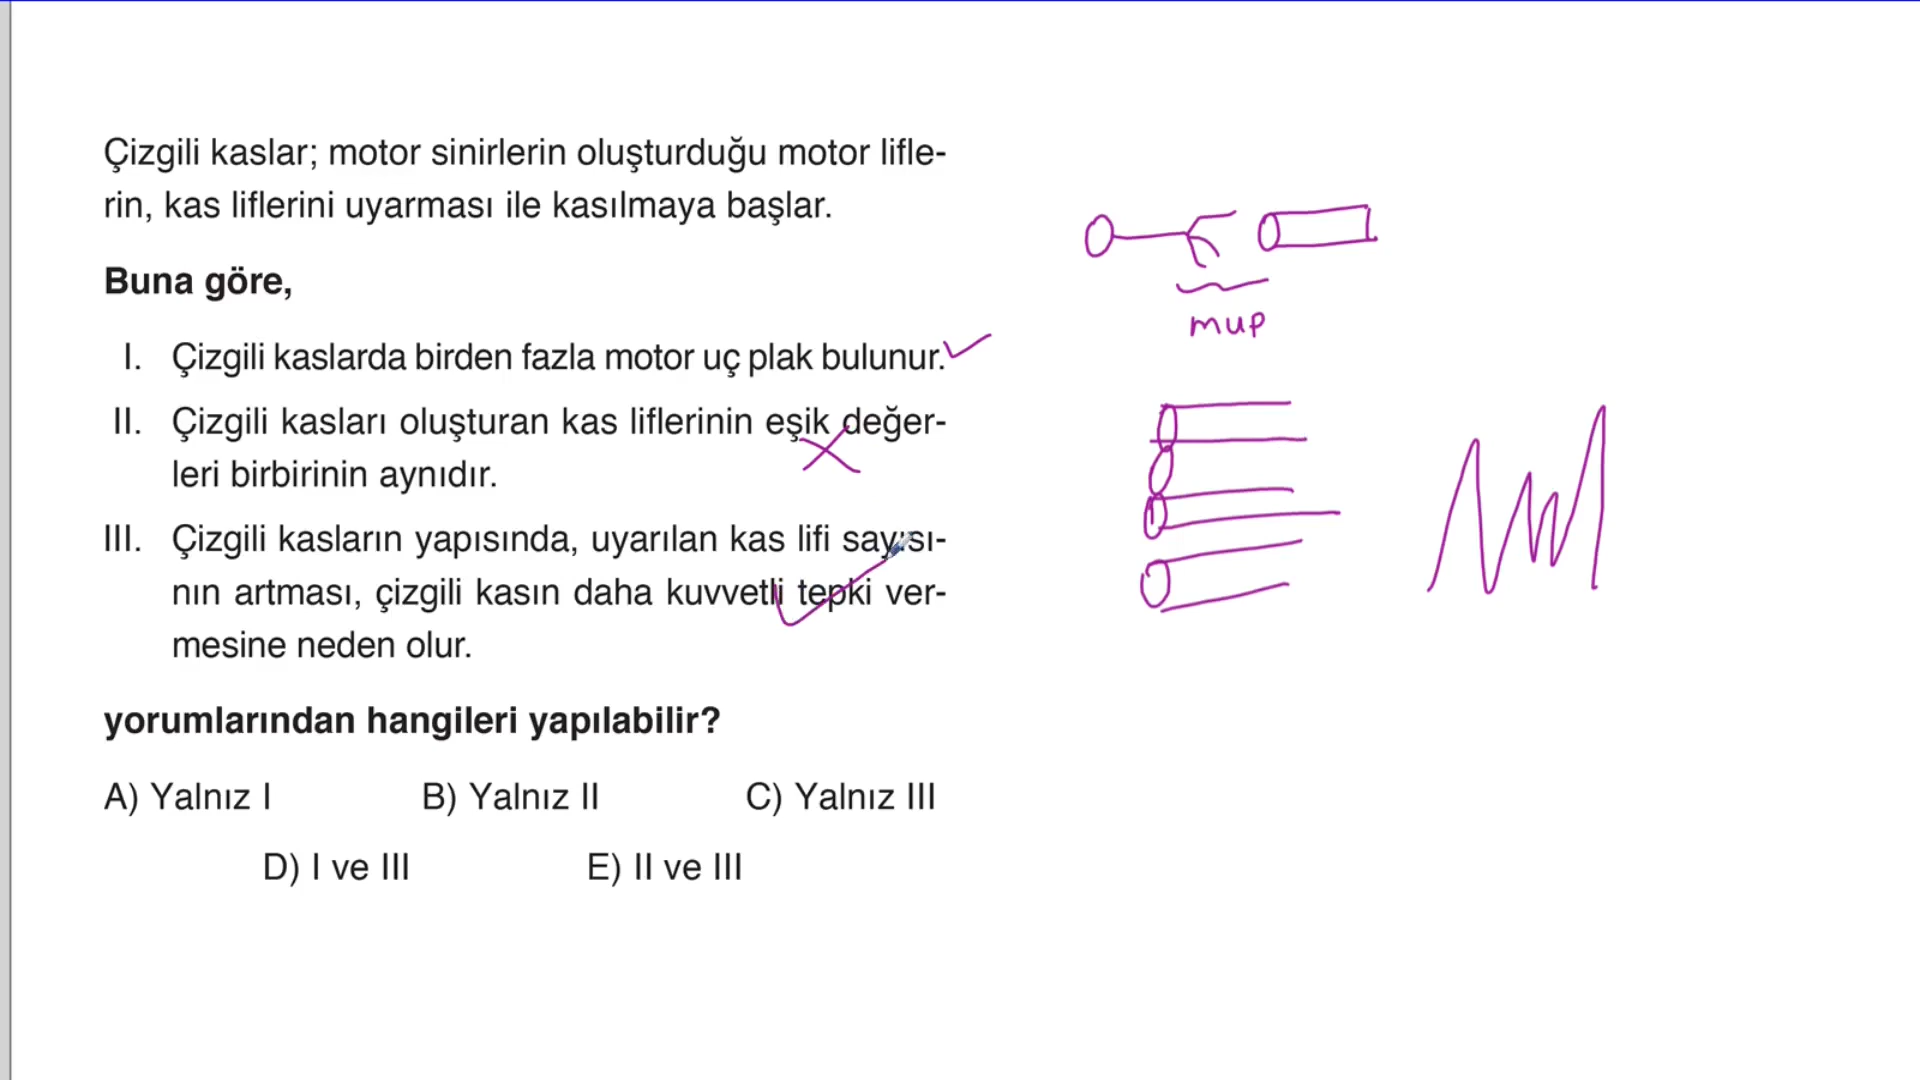 Çizgili kaslar; motor sinirlerin oluşturduğu motor lifle-
rin, kas liflerini uyarması ile kasılmaya başlar.
Buna göre,
I. Çizgili kaslarda birden fazla motor uç plak bulunur.
II. Çizgili kasları oluşturan kas liflerinin eşik değer-
leri birbirinin aynıdır.
III. Çizgili kasların yapısında, uyarılan kas lifi sayısı-
nın artması, çizgili kasın daha kuvvetli tepki ver-
mesine neden olur.
yorumlarından hangileri yapılabilir?
A) Yalnız I B) Yalnız II C) Yalnız III
D) I ve III E) II ve III
mup